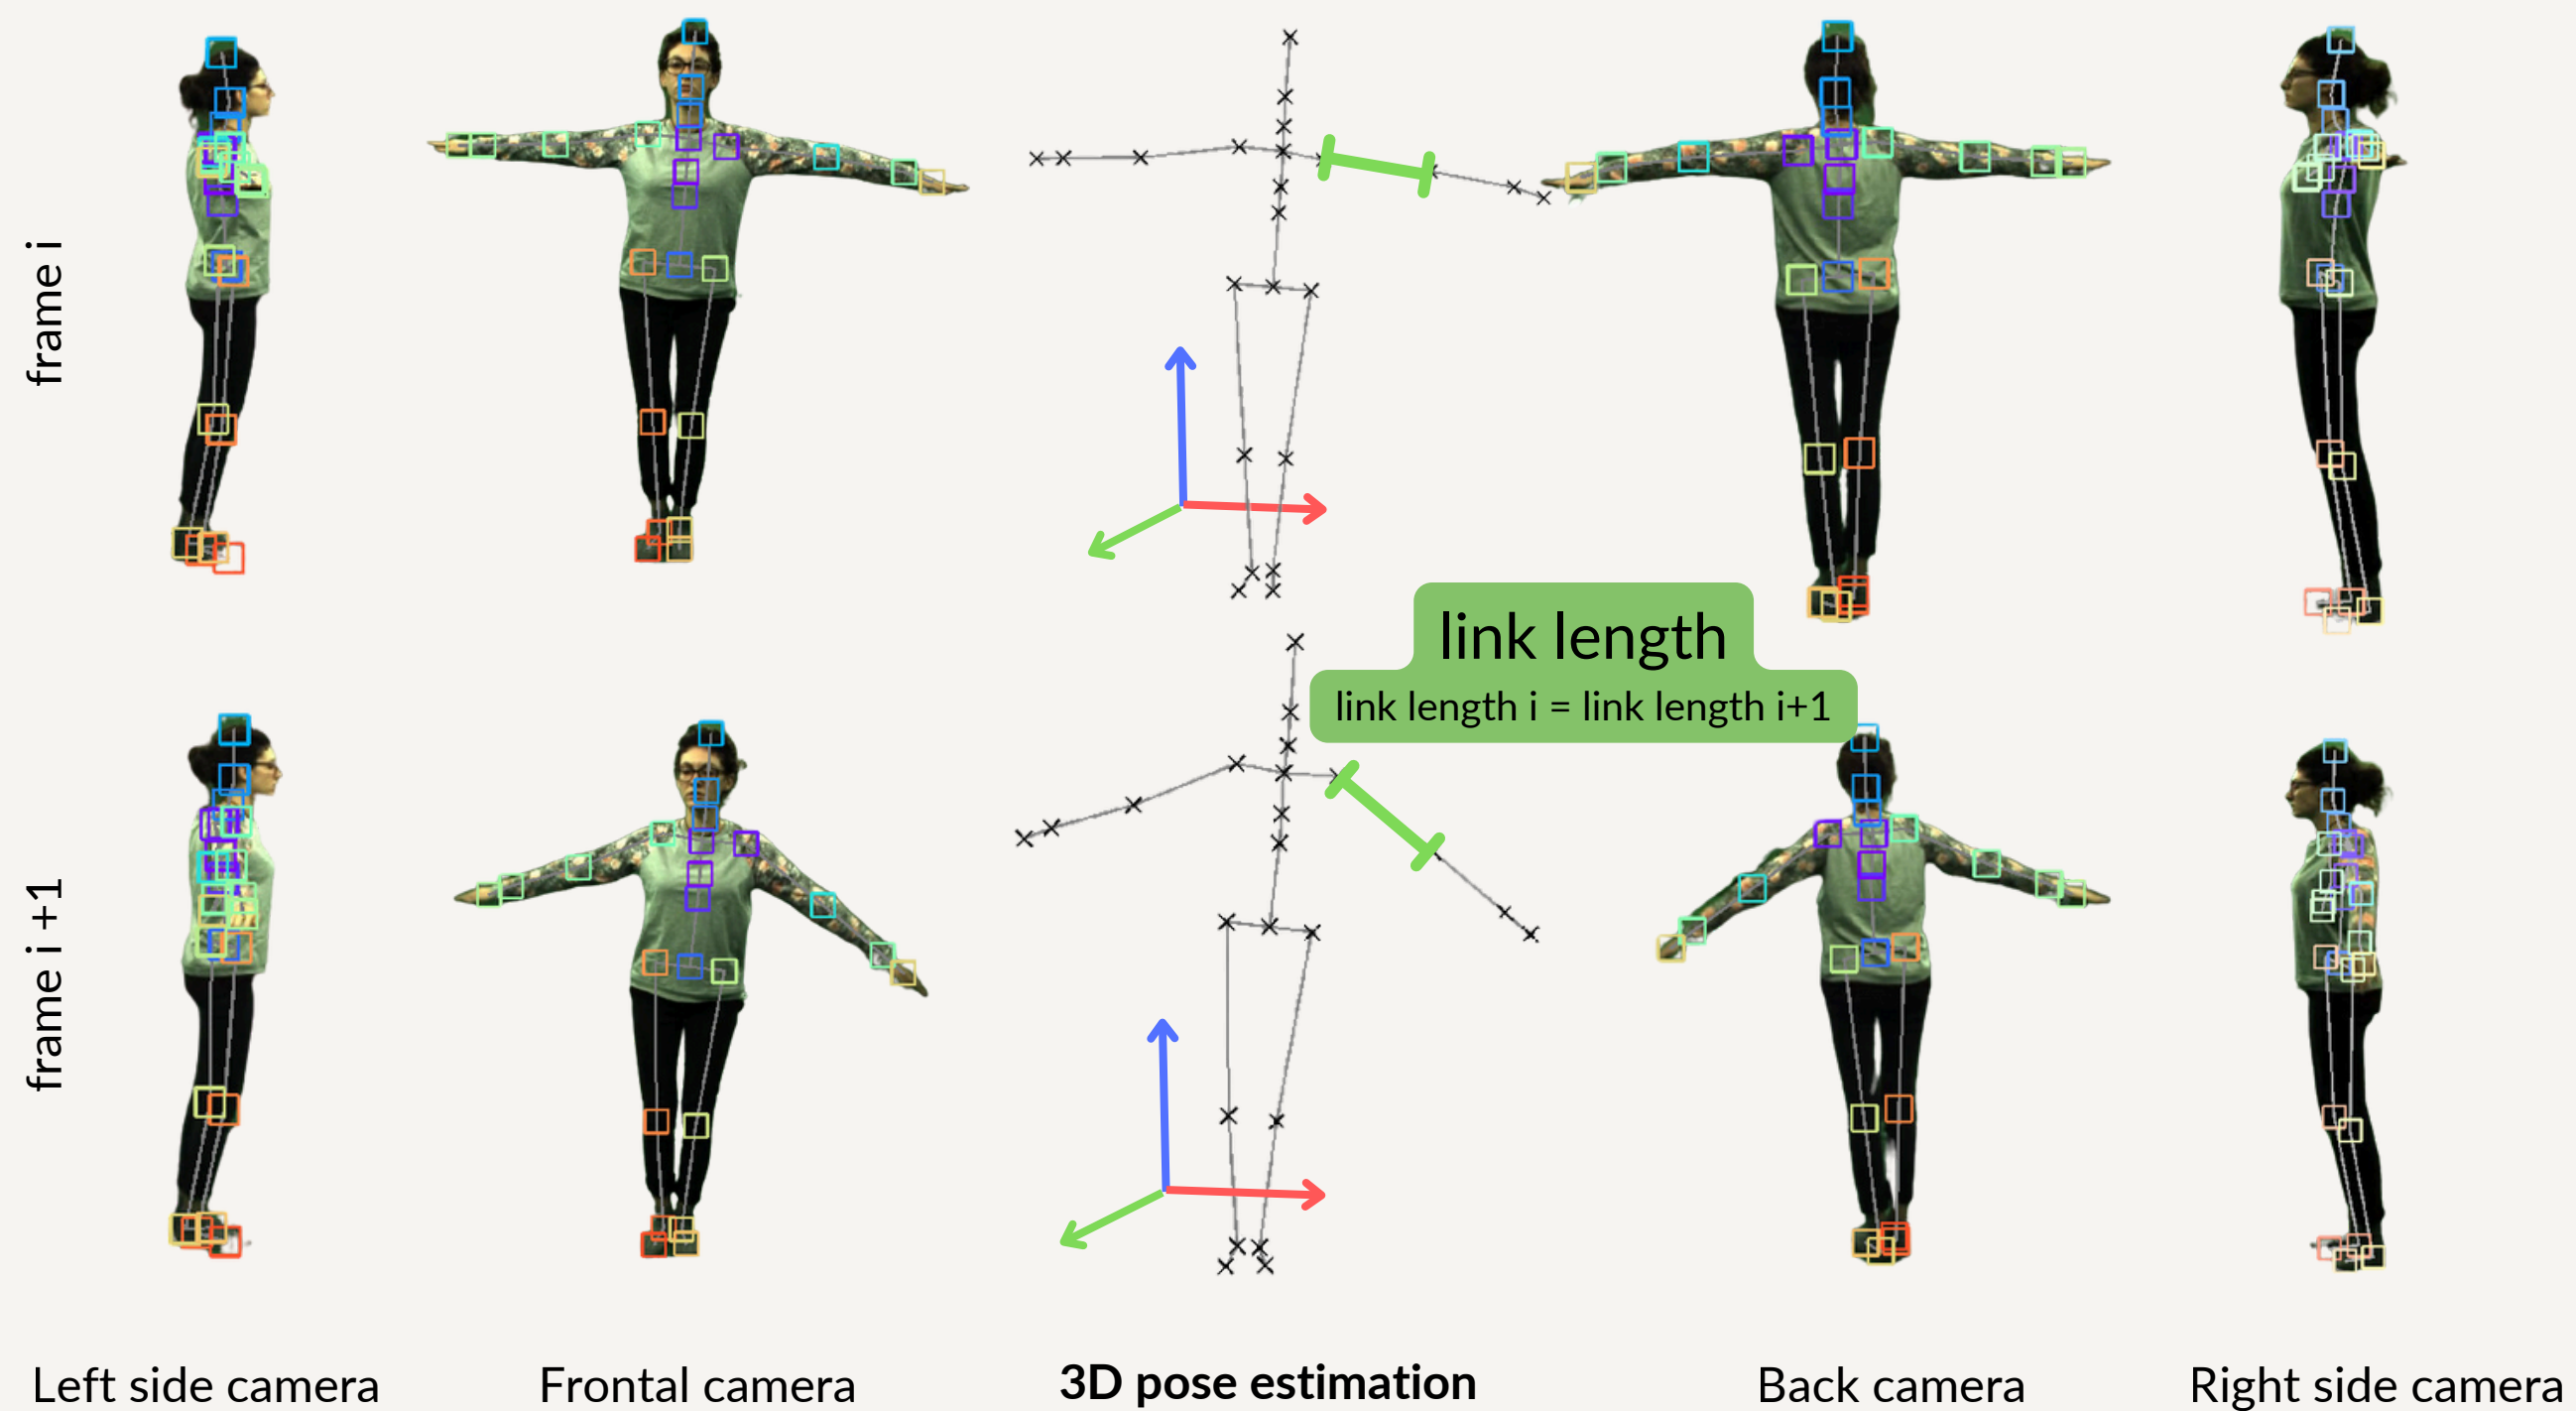 frame i
link length
link length i = link length i+1
frame i +1
Left side camera
Frontal camera
3D pose estimation
Back camera
Right side camera